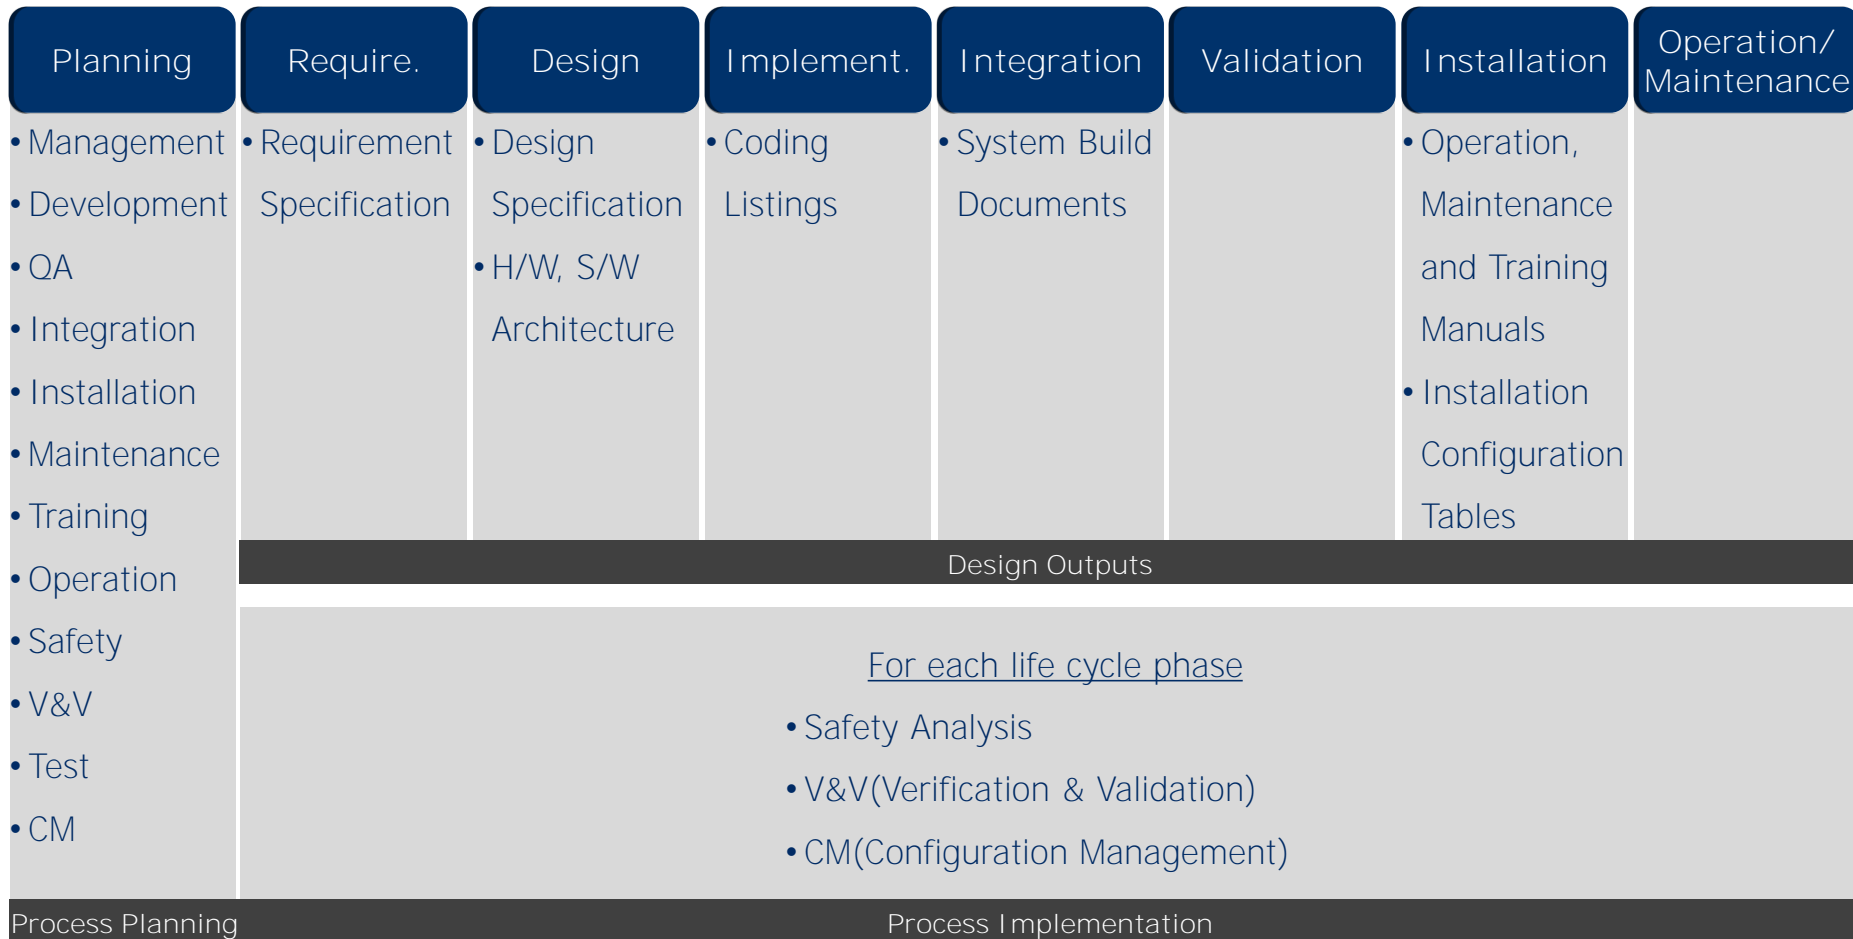 Planning
Require.
Design
Implement.
Integration
Validation
Installation
Operation/
Maintenance
• Management
• Development
• QA
• Integration
• Installation
• Maintenance
• Training
• Operation
• Safety
• V&V
• Test
• CM
• Requirement
Specification
• Design
Specification
• H/W, S/W
Architecture
• Coding
Listings
• System Build
Documents
• Operation,
Maintenance
and Training
Manuals
• Installation
Configuration
Tables
Design Outputs
For each life cycle phase
• Safety Analysis
• V&V(Verification & Validation)
• CM(Configuration Management)
Process Planning
Process Implementation